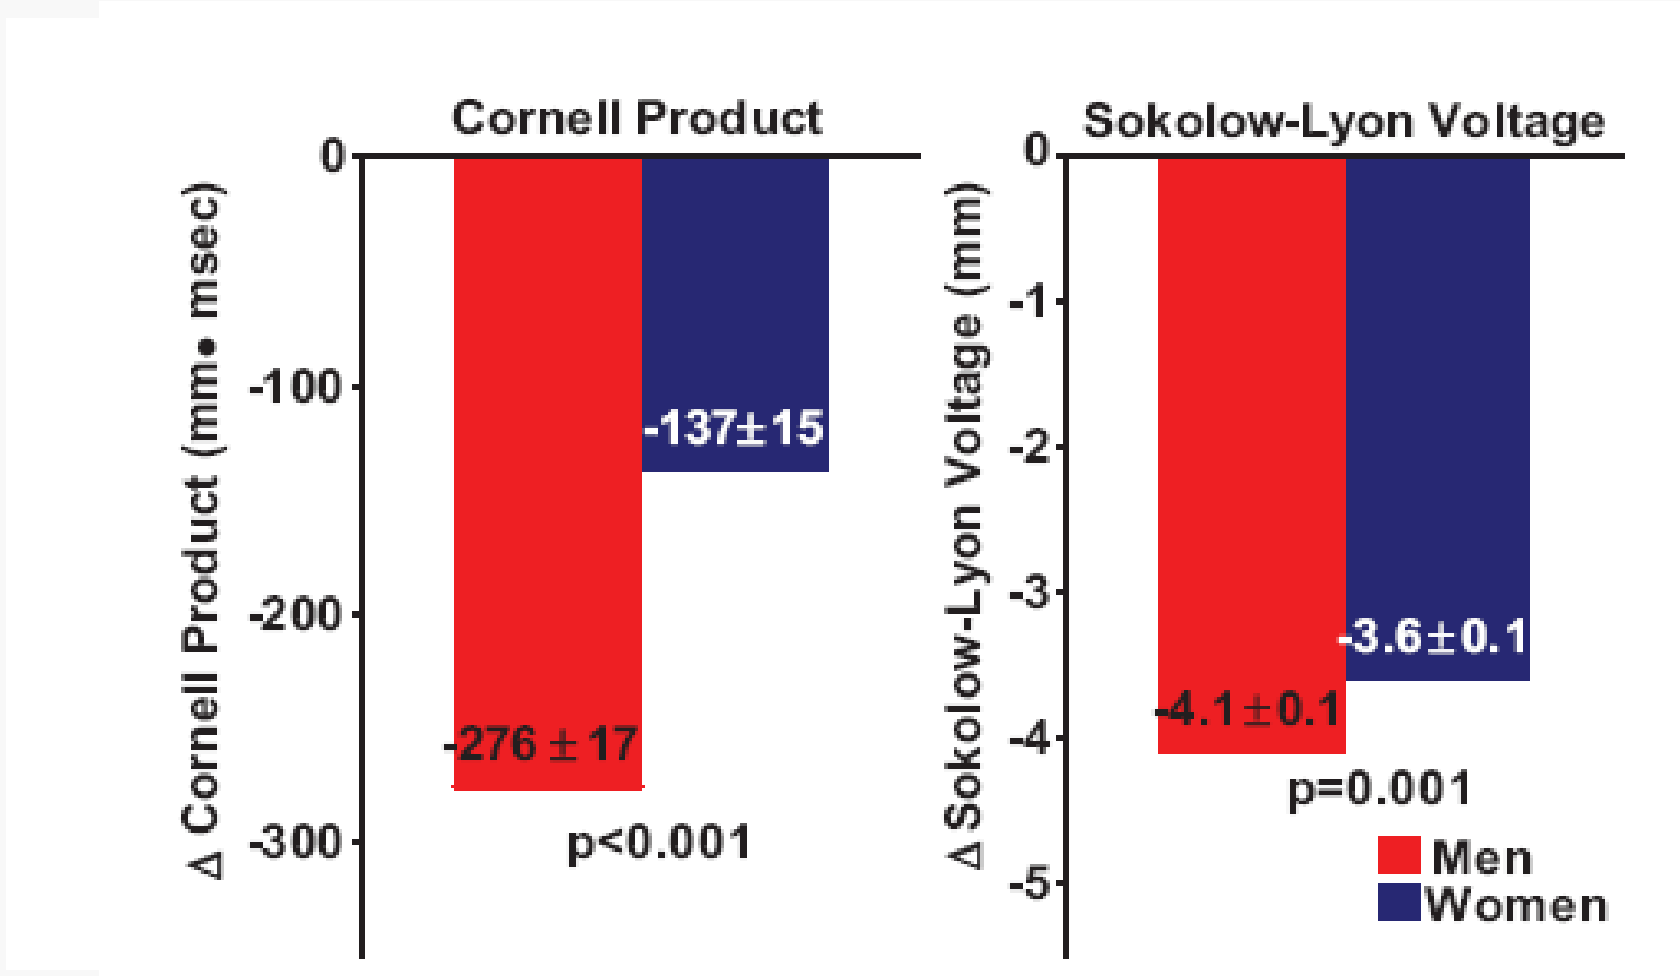 Cornell Product
Δ Cornell Product (mm• msec)
0
-100
-200
-300
-276 ± 17
-137±15
p<0.001
Sokolow-Lyon Voltage
Δ Sokolow-Lyon Voltage (mm)
0
-1
-2
-3
-4
-5
-4.1±0.1
-3.6±0.1
p=0.001
Men
Women